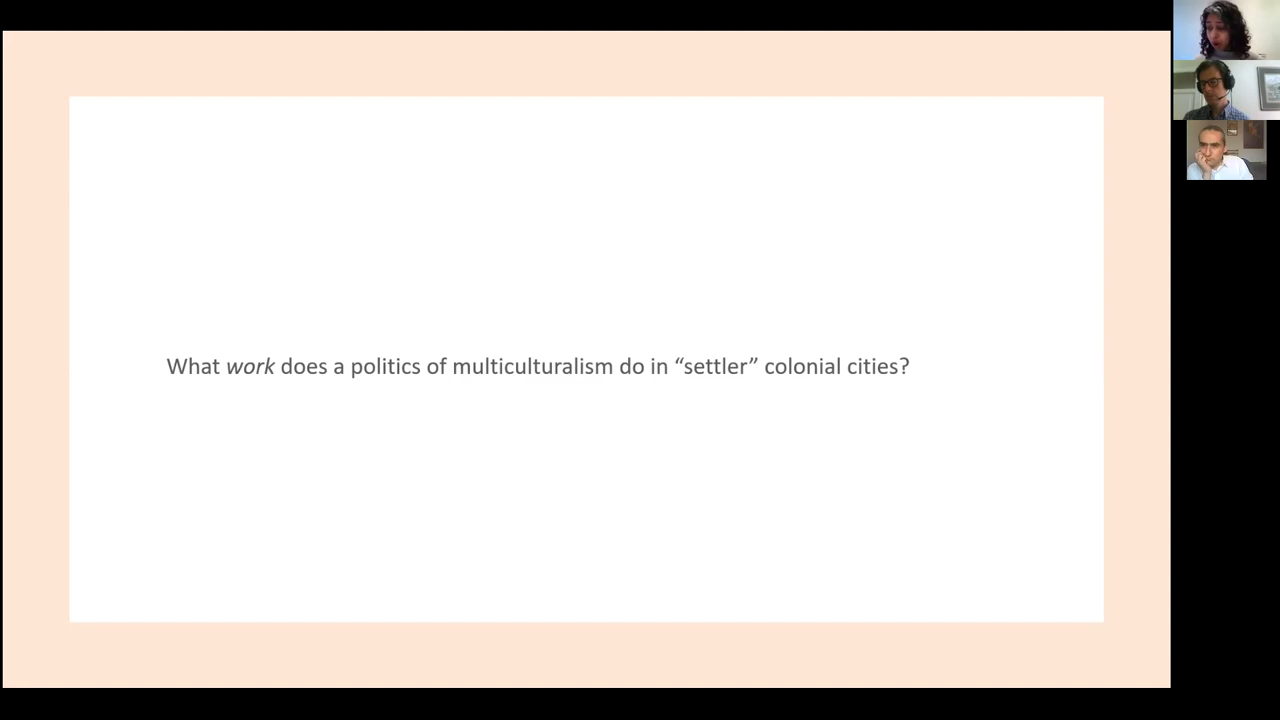 What work does a politics of multiculturalism do in “settler” colonial cities?